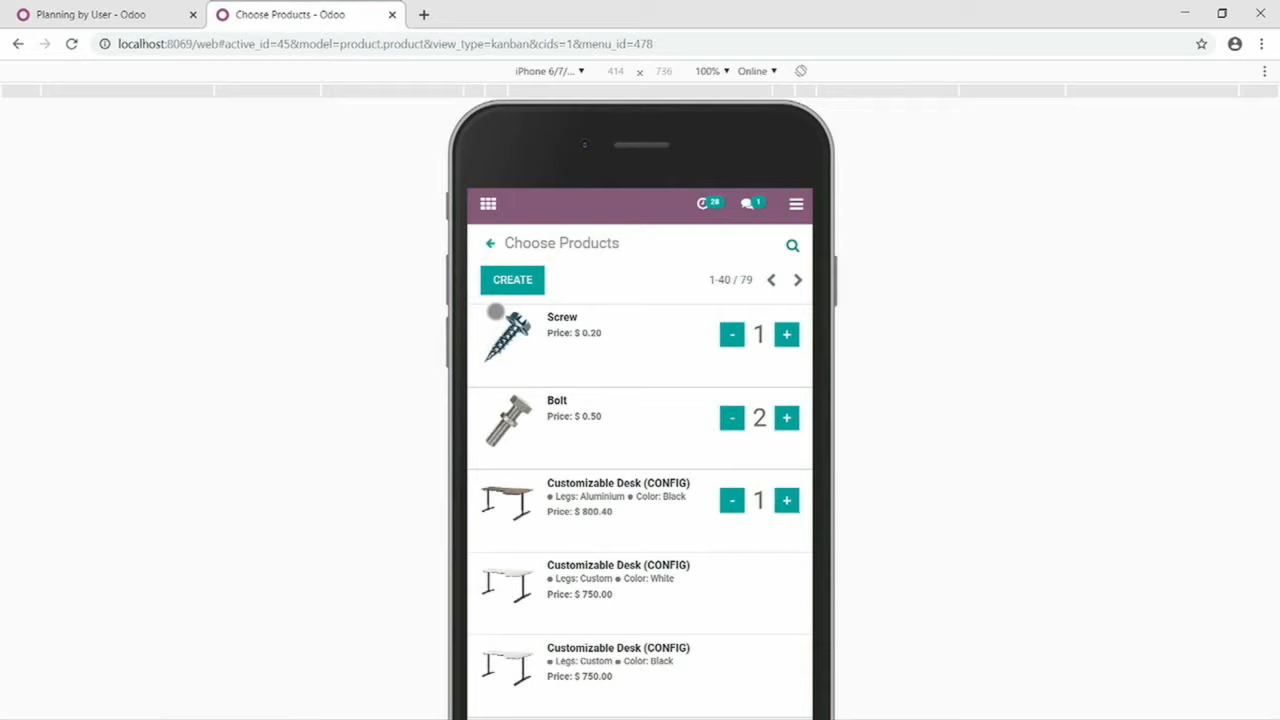 Planning by User - Odoo
Choose Products - Odoo
localhost:8069/web#active_id=45&model=product.product&view_type=kanban&cids=1&menu_id=478
iPhone 6/7/... ▾ 414 x 736 100% ▾ Online ▾
28 1
Choose Products
CREATE 1-40 / 79
Screw
Price: $ 0.20
- 1 +
Bolt
Price: $ 0.50
- 2 +
Customizable Desk (CONFIG)
● Legs: Aluminium ● Color: Black
Price: $ 800.40
- 1 +
Customizable Desk (CONFIG)
● Legs: Custom ● Color: White
Price: $ 750.00
Customizable Desk (CONFIG)
● Legs: Custom ● Color: Black
Price: $ 750.00